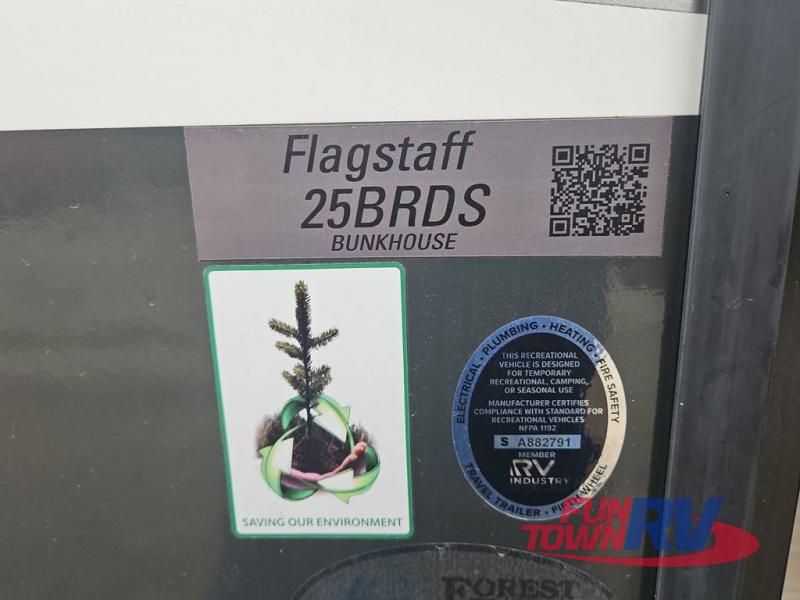 Flagstaff
25BRDS
BUNKHOUSE
ELECTRICAL • PLUMBING • HEATING • FIRE SAFETY
THIS RECREATIONAL
VEHICLE IS DESIGNED
FOR TEMPORARY
RECREATIONAL, CAMPING,
OR SEASONAL USE
MANUFACTURER CERTIFIES
COMPLIANCE WITH STANDARD FOR
RECREATIONAL VEHICLES
NFPA 1192
S A882791
MEMBER
RV
INDUSTRY
TRAVEL TRAILER • FIFTH WHEEL
SAVING OUR ENVIRONMENT
FUN
TOWN RV
FOREST